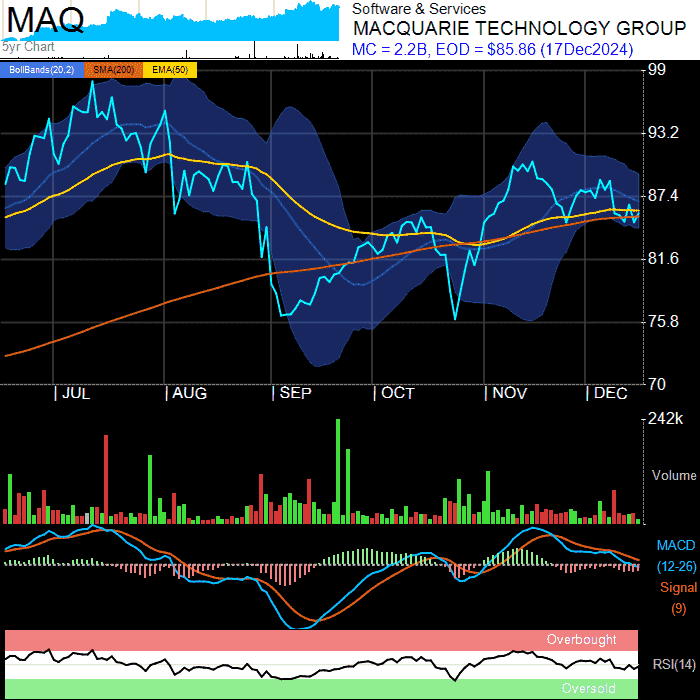 MAQ
5yr Chart
Software & Services
MACQUARIE TECHNOLOGY GROUP
MC = 2.2B, EOD = $85.86 (17Dec2024)
BollBands(20,2) SMA(200) EMA(50)
99
93.2
87.4
81.6
75.8
70
| JUL | AUG | SEP | OCT | NOV | DEC
242k
Volume
MACD
(12-26)
Signal
(9)
Overbought
RSI(14)
Oversold